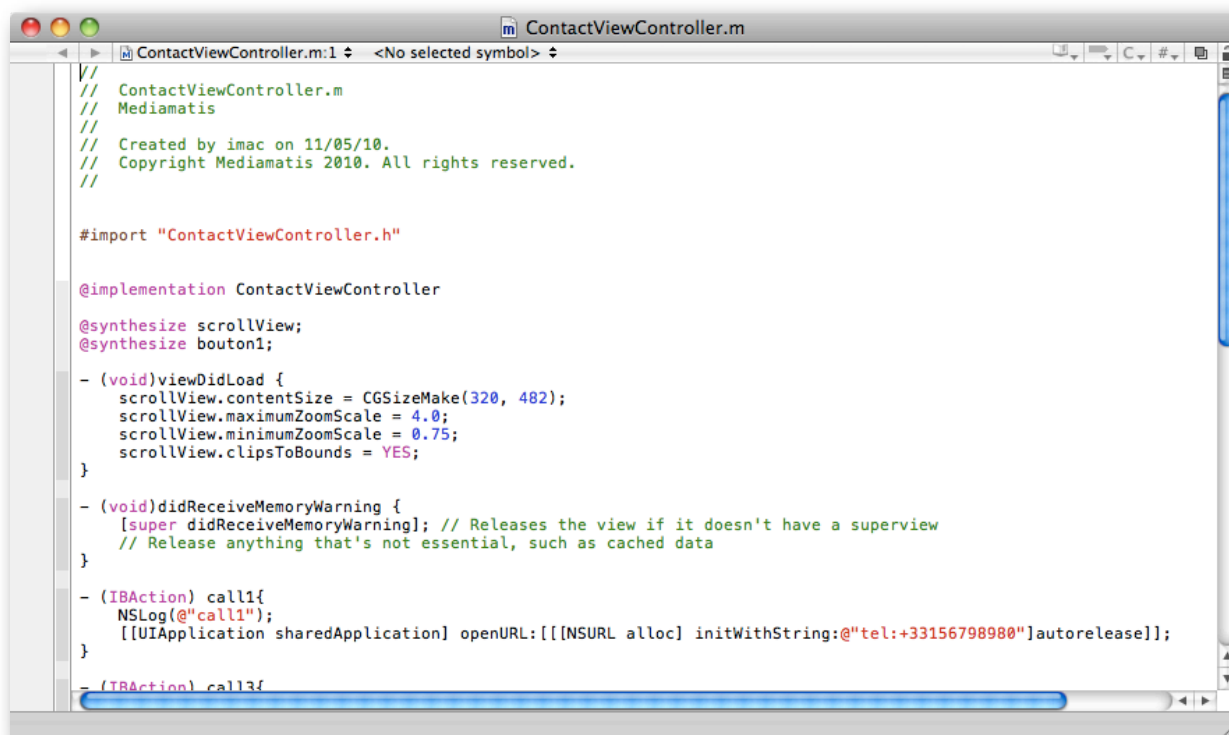 ContactViewController.m
ContactViewController.m:1 <No selected symbol> C #
//
//  ContactViewController.m
//  Mediamatis
//
//  Created by imac on 11/05/10.
//  Copyright Mediamatis 2010. All rights reserved.
//
#import "ContactViewController.h"
@implementation ContactViewController
@synthesize scrollView;
@synthesize bouton1;
- (void)viewDidLoad {
    scrollView.contentSize = CGSizeMake(320, 482);
    scrollView.maximumZoomScale = 4.0;
    scrollView.minimumZoomScale = 0.75;
    scrollView.clipsToBounds = YES;
}
- (void)didReceiveMemoryWarning {
    [super didReceiveMemoryWarning]; // Releases the view if it doesn't have a superview
    // Release anything that's not essential, such as cached data
}
- (IBAction) call1{
    NSLog(@"call1");
    [[UIApplication sharedApplication] openURL:[[[NSURL alloc] initWithString:@"tel:+33156798980"]autorelease]];
}
- (IBAction) call3{